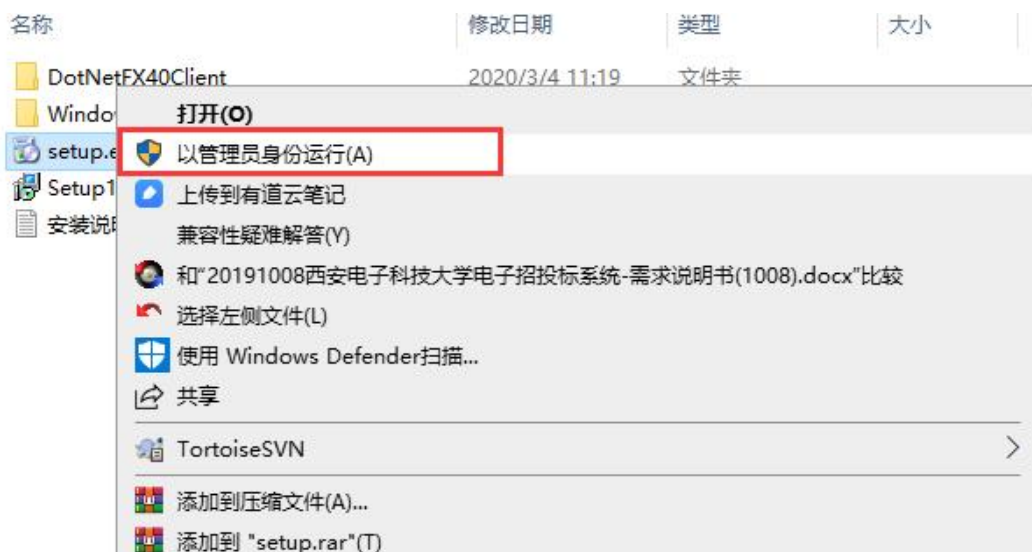 名称 修改日期 类型 大小
DotNetFX40Client 2020/3/4 11:19 文件夹
Windo
打开(O)
setup.e
以管理员身份运行(A)
Setup1
上传到有道云笔记
安装说
兼容性疑难解答(Y)
和"20191008西安电子科技大学电子招投标系统-需求说明书(1008).docx"比较
选择左侧文件(L)
使用 Windows Defender扫描...
共享
TortoiseSVN
添加到压缩文件(A)...
添加到 "setup.rar"(T)